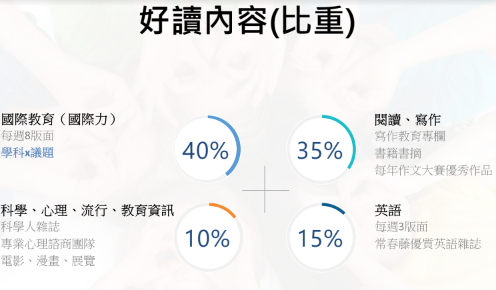 好讀內容(比重)
國際教育（國際力）
每週8版面
學科x議題
40%
35%
閱讀、寫作
寫作教育專欄
書籍書摘
每年作文大賽優秀作品
科學、心理、流行、教育資訊
科學人雜誌
專業心理諮商團隊
電影、漫畫、展覽
10%
15%
英語
每週3版面
常春藤優質英語雜誌